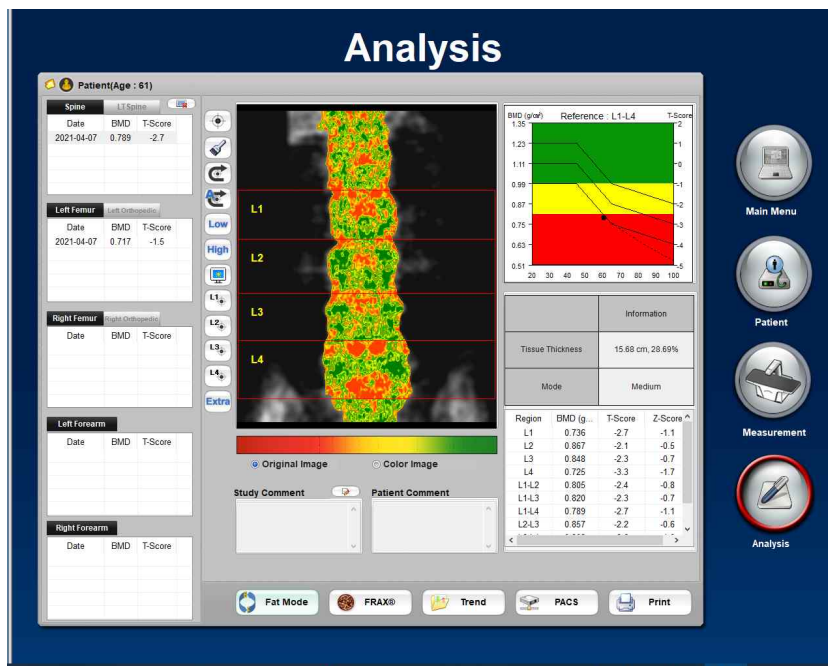 Analysis
Patient(Age : 61)
Spine LT Spine
Date BMD T-Score
2021-04-07 0.789 -2.7
Left Femur Left Orthopedic
Date BMD T-Score
2021-04-07 0.717 -1.5
Right Femur Right Orthopedic
Date BMD T-Score
Left Forearm
Date BMD T-Score
Right Forearm
Date BMD T-Score
A
Low
High
L1
L2
L3
L4
Extra
L1
L2
L3
L4
Original Image Color Image
Study Comment Patient Comment
BMD (g/cm²) Reference : L1-L4 T-Score
1.35 2
1.23 1
1.11 0
0.99 -1
0.87 -2
0.75 -3
0.63 -4
0.51 -5
20 30 40 50 60 70 80 90 100
Information
Tissue Thickness 15.68 cm, 28.69%
Mode Medium
Region BMD (g... T-Score Z-Score
L1 0.736 -2.7 -1.1
L2 0.867 -2.1 -0.5
L3 0.848 -2.3 -0.7
L4 0.725 -3.3 -1.7
L1-L2 0.805 -2.4 -0.8
L1-L3 0.820 -2.3 -0.7
L1-L4 0.789 -2.7 -1.1
L2-L3 0.857 -2.2 -0.6
Fat Mode FRAX® Trend PACS Print
Main Menu
Patient
Measurement
Analysis